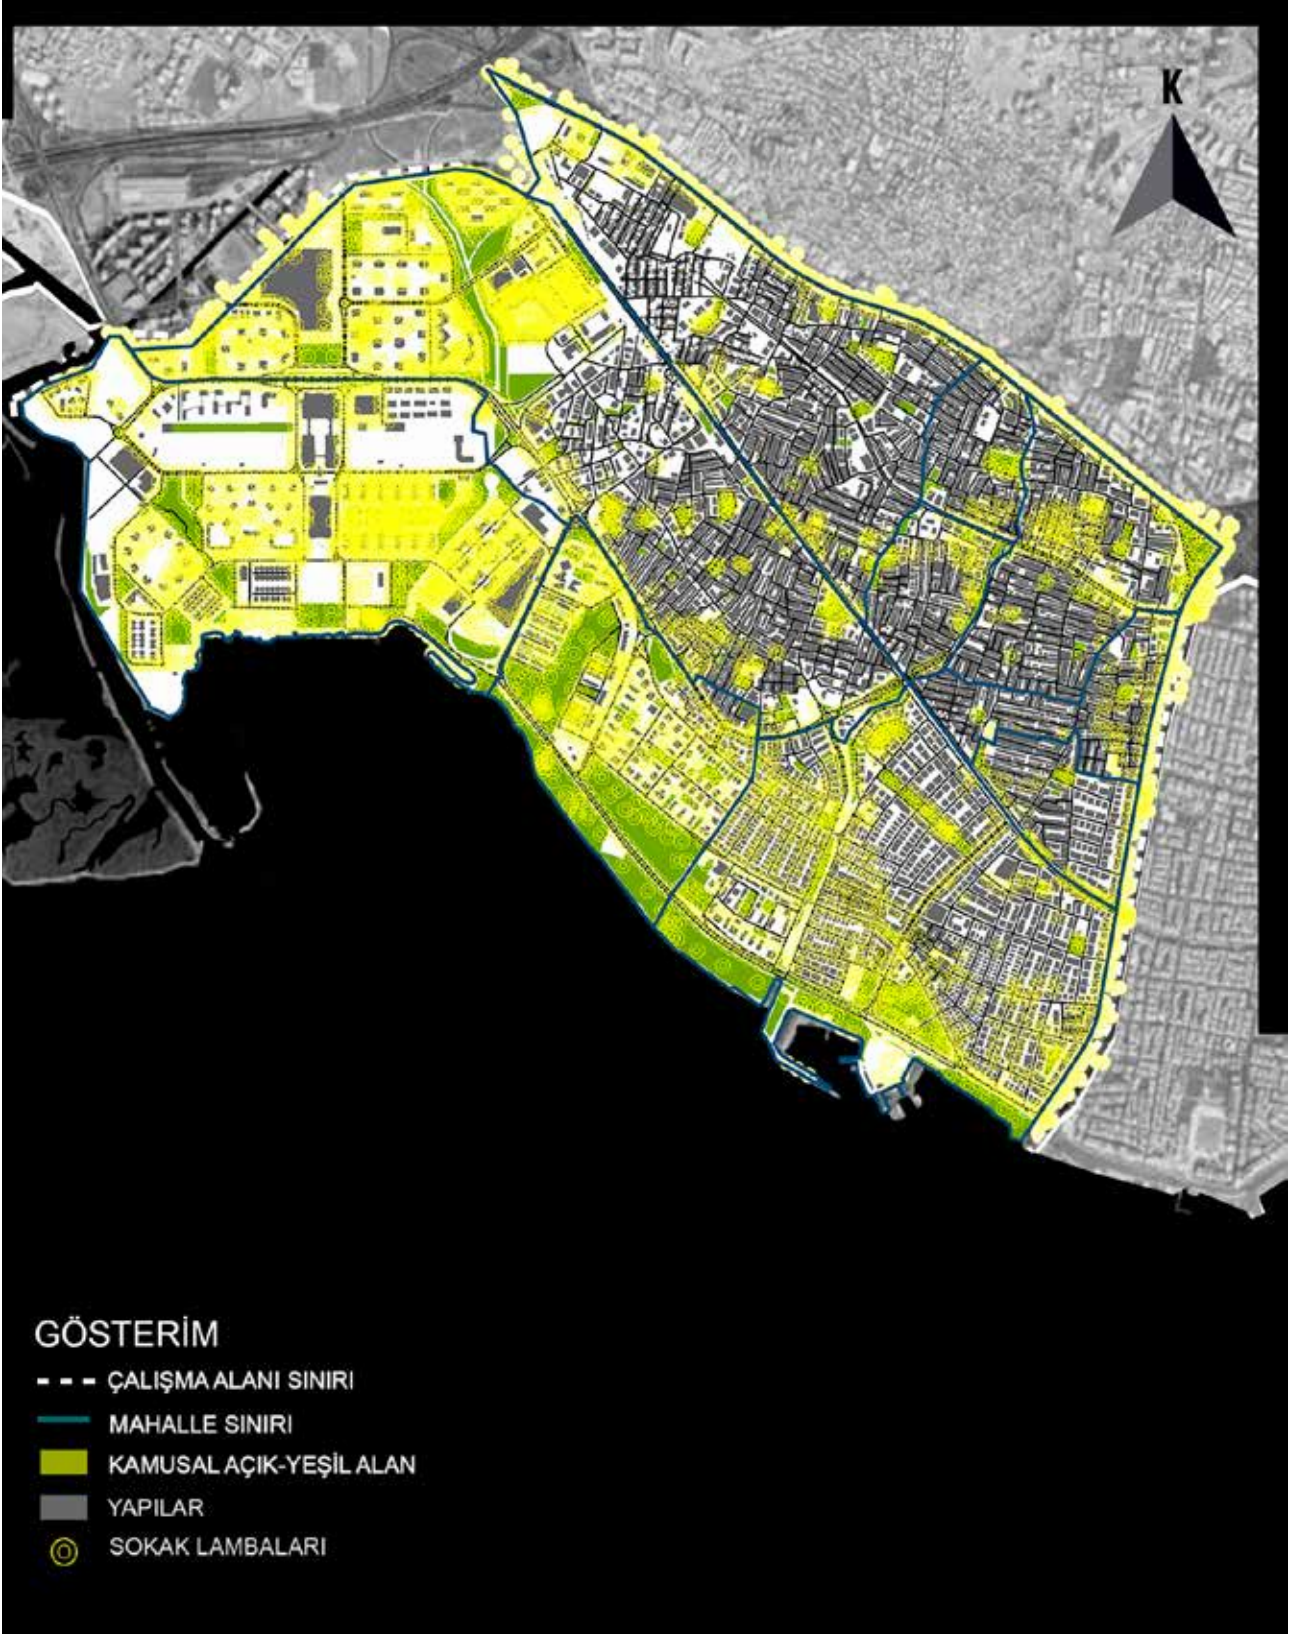 K
GÖSTERİM
ÇALIŞMA ALANI SINIRI
MAHALLE SINIRI
KAMUSAL AÇIK-YEŞİL ALAN
YAPILAR
SOKAK LAMBALARI